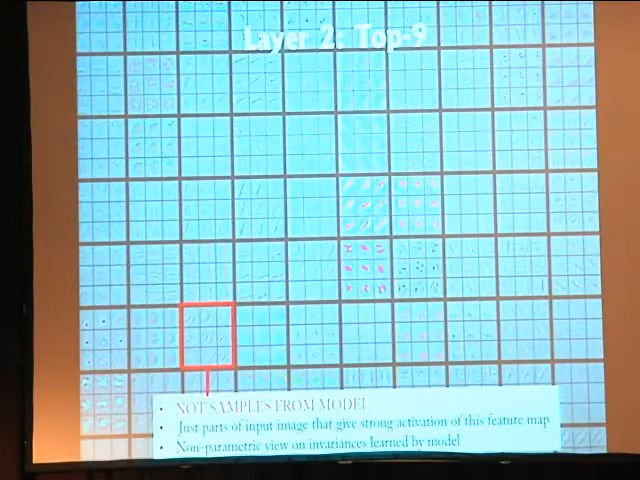 Layer 2: Top-9
• NOT SAMPLES FROM MODEL
• Just parts of input image that give strong activation of this feature map
• Non-parametric view on invariances learned by model